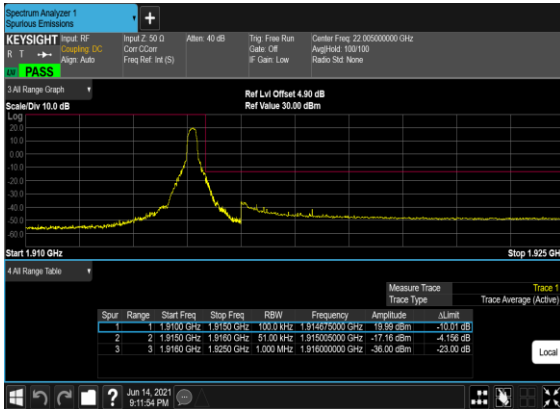 Spectrum Analyzer 1
Spurious Emissions
KEYSIGHT Input: RF Input Z: 50 Ω Atten: 40 dB Trig: Free Run Center Freq: 22.005000000 GHz
R T Coupling: DC Corr CCorr Gate: Off Avg|Hold: 100/100
Align: Auto Freq Ref: Int (S) IF Gain: Low Radio Std: None
LXI PASS
3 All Range Graph
Ref Lvl Offset 4.90 dB
Scale/Div 10.0 dB Ref Value 30.00 dBm
Log
20.0
10.0
0.00
-10.0
-20.0
-30.0
-40.0
-50.0
-60.0
Start 1.910 GHz Stop 1.925 GH
4 All Range Table
Measure Trace Trace 1
Trace Type Trace Average (Active)
Spur Range Start Freq Stop Freq RBW Frequency Amplitude ΔLimit
1 1 1.9100 GHz 1.9150 GHz 100.0 kHz 1.914675000 GHz 19.99 dBm -10.01 dB
2 2 1.9150 GHz 1.9160 GHz 51.00 kHz 1.915005000 GHz -17.16 dBm -4.156 dB
3 3 1.9160 GHz 1.9250 GHz 1.000 MHz 1.916000000 GHz -36.00 dBm -23.00 dB
Local
? Jun 14, 2021
9:11:54 PM